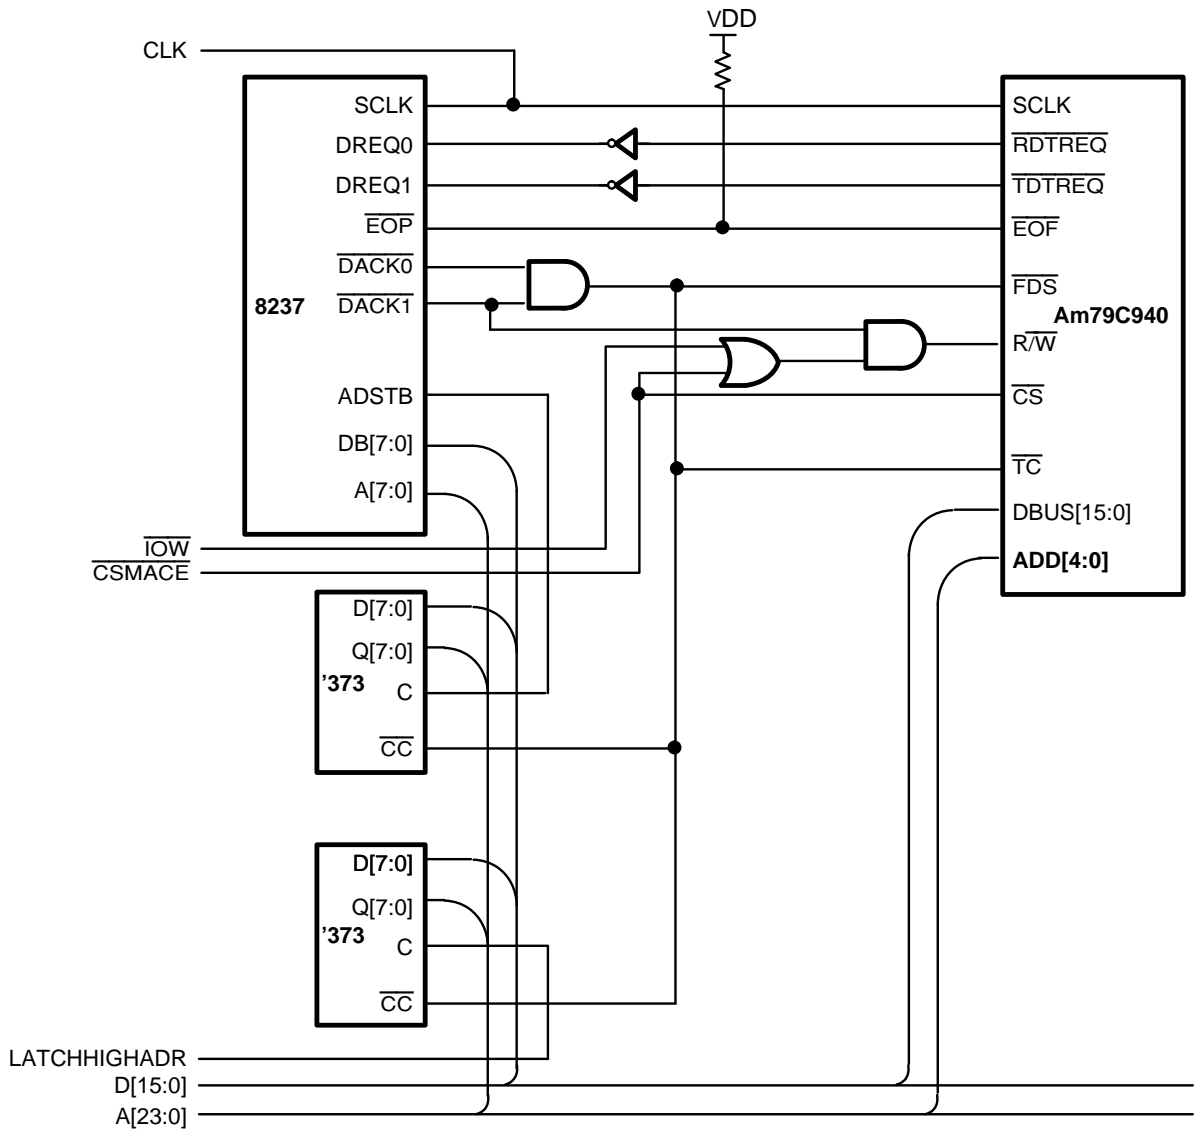 VDD
CLK
SCLK
DREQ0
DREQ1
EOP
DACK0
DACK1
8237
ADSTB
DB[7:0]
A[7:0]
SCLK
RDTREQ
TDTREQ
EOF
FDS
Am79C940
R/W
CS
TC
DBUS[15:0]
ADD[4:0]
IOW
CSMACE
D[7:0]
Q[7:0]
'373
C
CC
D[7:0]
Q[7:0]
'373
C
CC
LATCHHIGHADR
D[15:0]
A[23:0]